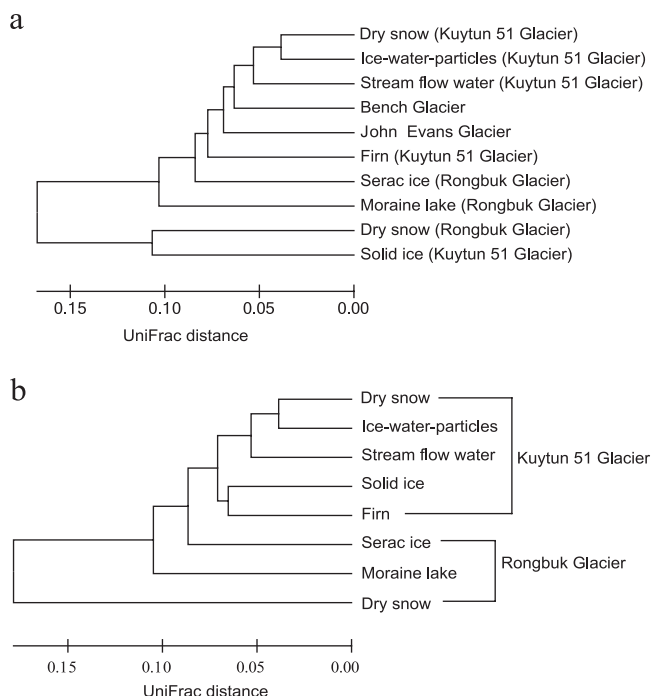 a
Dry snow (Kuytun 51 Glacier)
Ice-water-particles (Kuytun 51 Glacier)
Stream flow water (Kuytun 51 Glacier)
Bench Glacier
John Evans Glacier
Firn (Kuytun 51 Glacier)
Serac ice (Rongbuk Glacier)
Moraine lake (Rongbuk Glacier)
Dry snow (Rongbuk Glacier)
Solid ice (Kuytun 51 Glacier)
0.15 0.10 0.05 0.00
UniFrac distance
b
Dry snow
Ice-water-particles
Stream flow water
Kuytun 51 Glacier
Solid ice
Firn
Serac ice
Rongbuk Glacier
Moraine lake
Dry snow
0.15 0.10 0.05 0.00
UniFrac distance